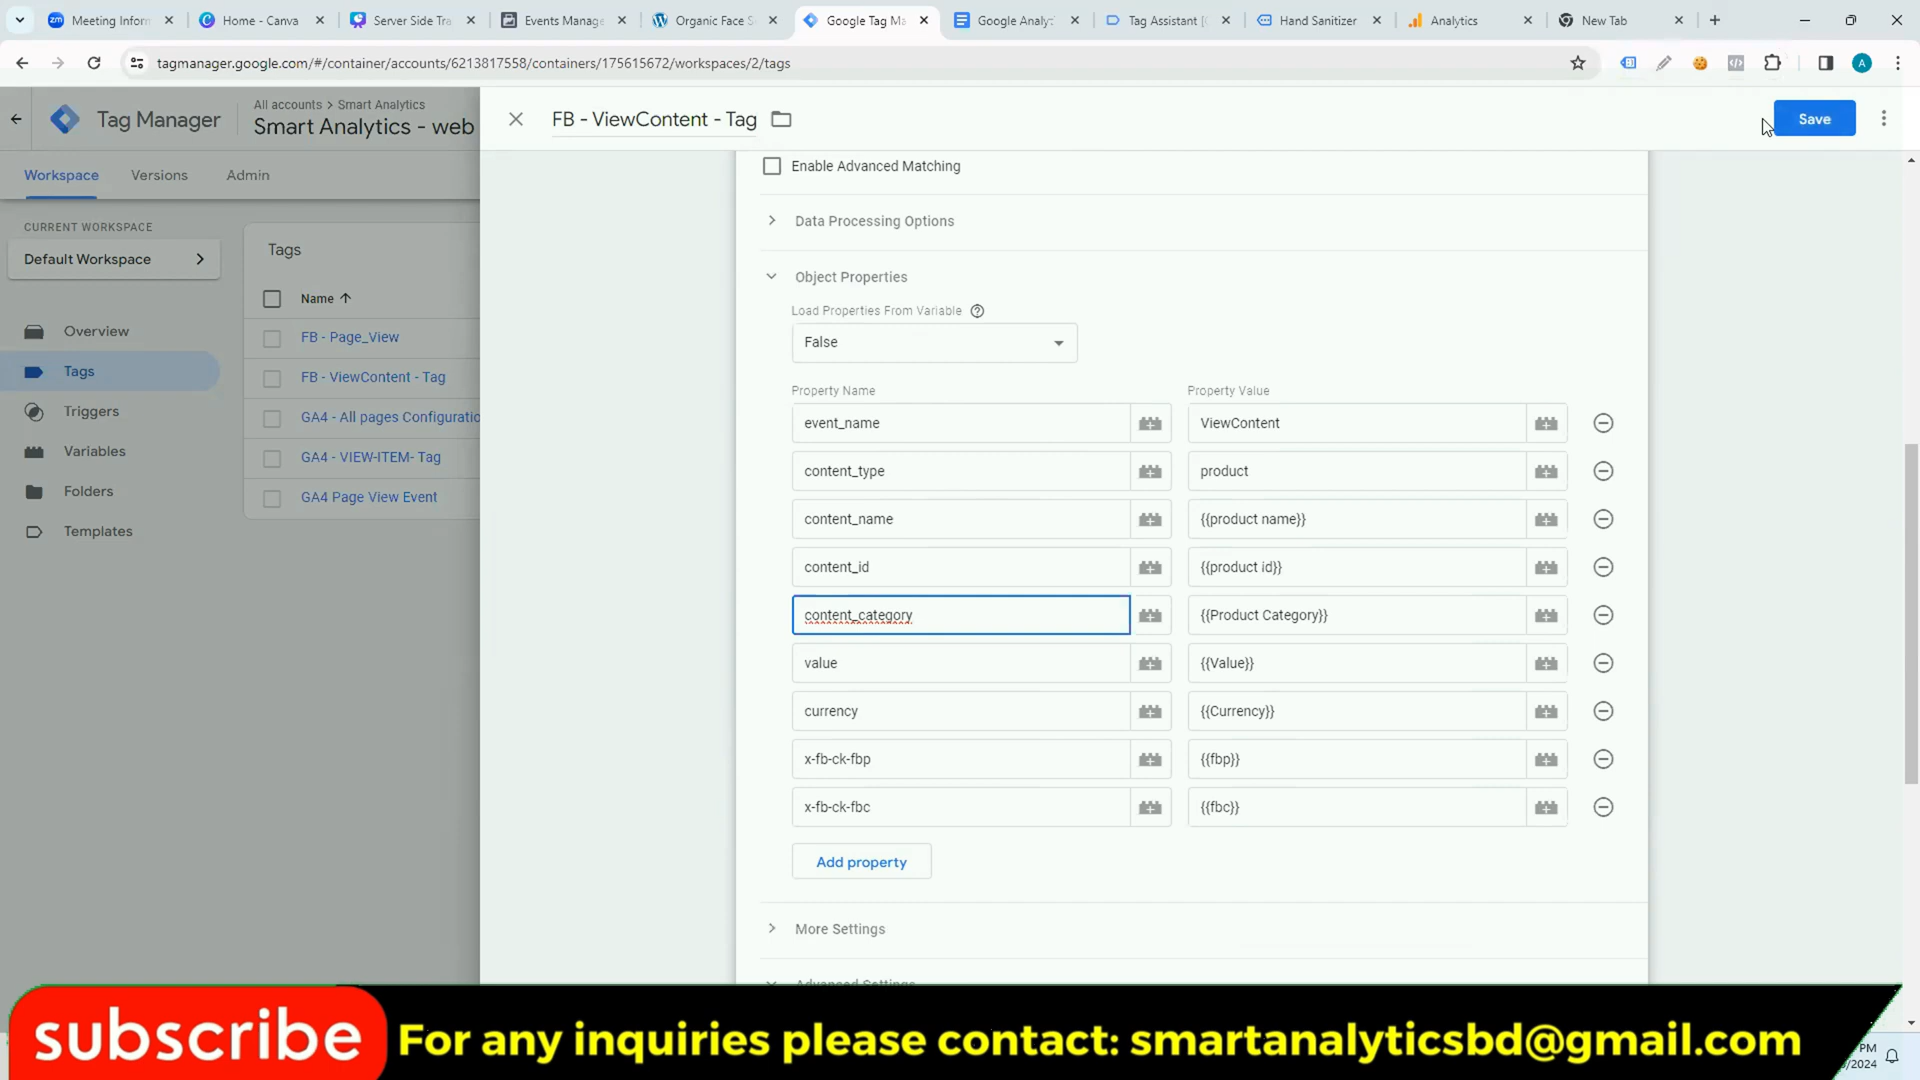 Meeting Inform
Home - Canva
Server Side Tra
Events Manage
Organic Face S
Google Tag Ma
Google Analyt
Tag Assistant [
Hand Sanitizer
Analytics
New Tab
tagmanager.google.com/#/container/accounts/6213817558/containers/175615672/workspaces/2/tags
A
Tag Manager
All accounts > Smart Analytics
Smart Analytics - web
FB - ViewContent - Tag
Save
Workspace
Versions
Admin
CURRENT WORKSPACE
Default Workspace
Overview
Tags
Triggers
Variables
Folders
Templates
Tags
Name
FB - Page_View
FB - ViewContent - Tag
GA4 - All pages Configuratio
GA4 - VIEW-ITEM- Tag
GA4 Page View Event
Enable Advanced Matching
Data Processing Options
Object Properties
Load Properties From Variable
False
Property Name
Property Value
event_name
ViewContent
content_type
product
content_name
{{product name}}
content_id
{{product id}}
content_category
{{Product Category}}
value
{{Value}}
currency
{{Currency}}
x-fb-ck-fbp
{{fbp}}
x-fb-ck-fbc
{{fbc}}
Add property
More Settings
Advanced Settings
subscribe
For any inquiries please contact: smartanalyticsbd@gmail.com
PM
/2024